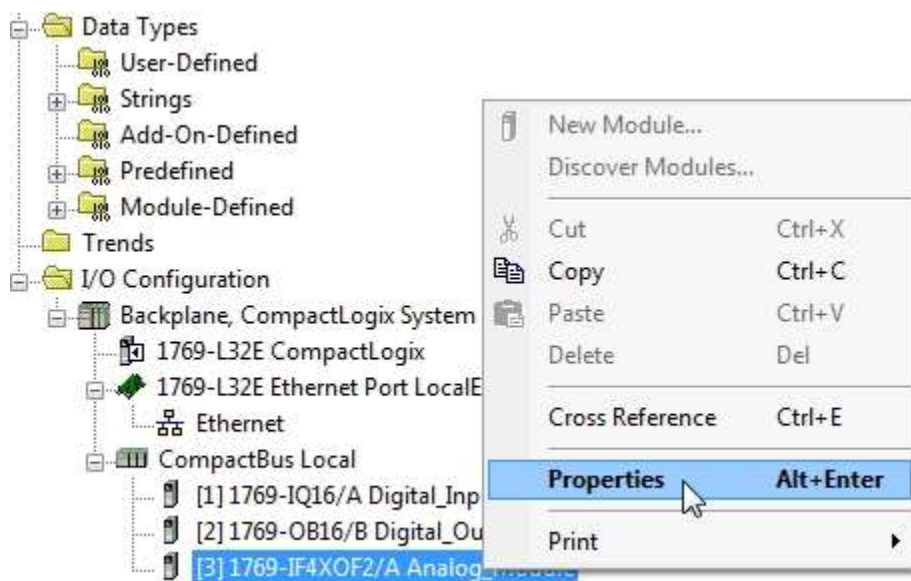 Data Types
User-Defined
Strings
Add-On-Defined
Predefined
Module-Defined
Trends
I/O Configuration
Backplane, CompactLogix System
1769-L32E CompactLogix
1769-L32E Ethernet Port LocalE
Ethernet
CompactBus Local
[1] 1769-IQ16/A Digital_Inp
[2] 1769-OB16/B Digital_Ou
[3] 1769-IF4XOF2/A Analog_Module
New Module...
Discover Modules...
Cut Ctrl+X
Copy Ctrl+C
Paste Ctrl+V
Delete Del
Cross Reference Ctrl+E
Properties Alt+Enter
Print